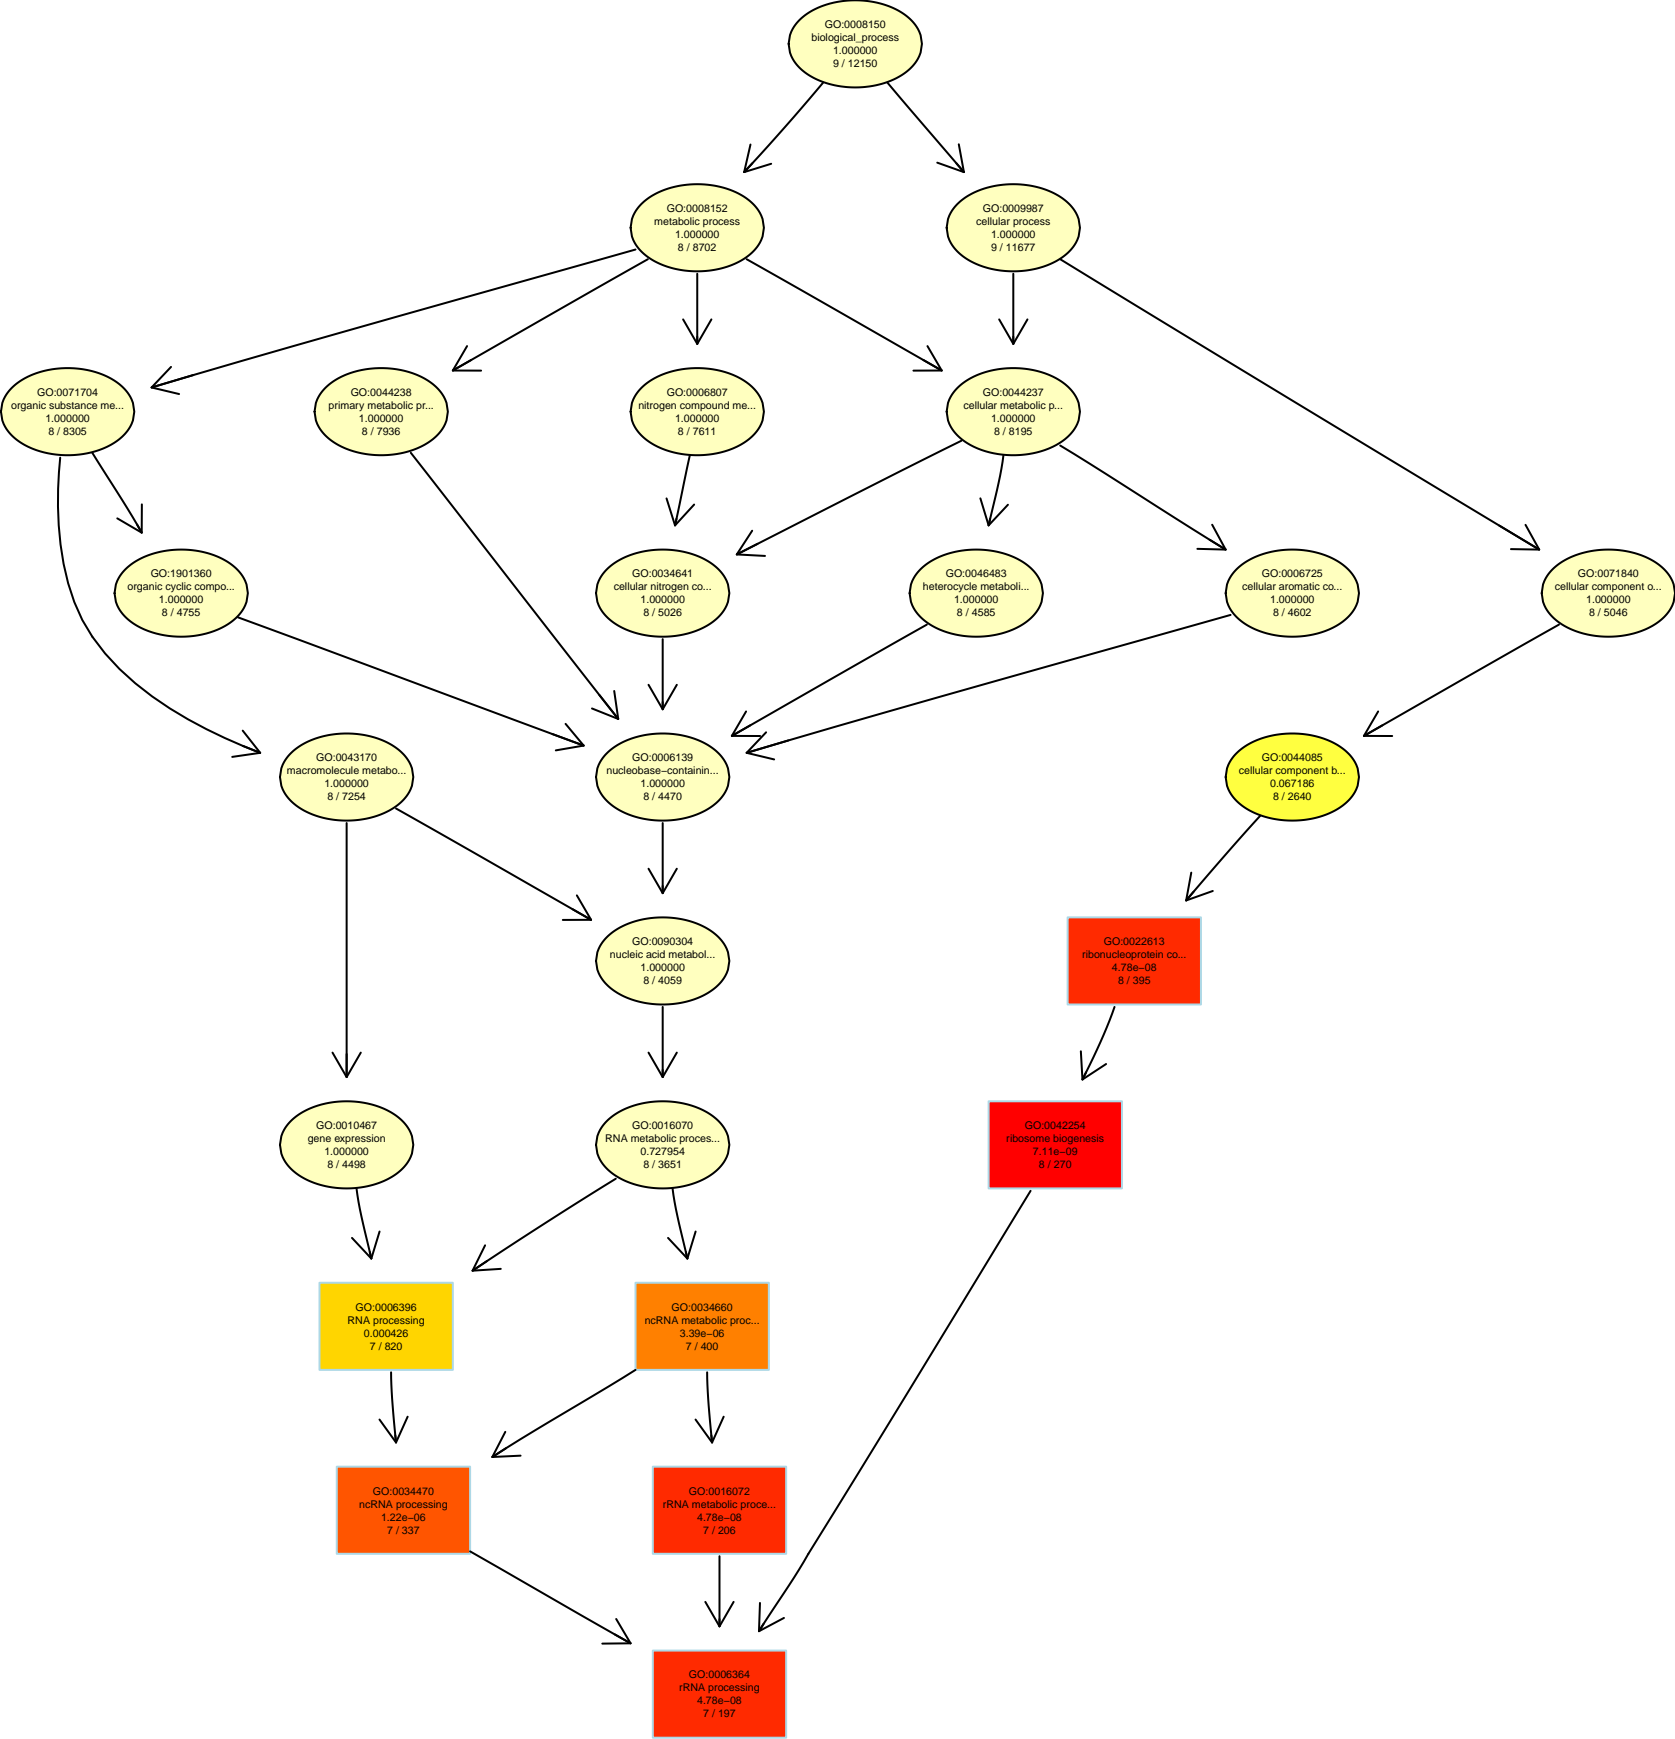 GO:0008150
biological_process
1.000000
9 / 12150
GO:0008152
metabolic process
1.000000
8 / 8702
GO:0009987
cellular process
1.000000
9 / 11677
GO:0071704
organic substance me...
1.000000
8 / 8305
GO:0044238
primary metabolic pr...
1.000000
8 / 7936
GO:0006807
nitrogen compound me...
1.000000
8 / 7611
GO:0044237
cellular metabolic p...
1.000000
8 / 8195
GO:1901360
organic cyclic compo...
1.000000
8 / 4755
GO:0034641
cellular nitrogen co...
1.000000
8 / 5026
GO:0046483
heterocycle metaboli...
1.000000
8 / 4585
GO:0006725
cellular aromatic co...
1.000000
8 / 4602
GO:0071840
cellular component o...
1.000000
8 / 5046
GO:0043170
macromolecule metabo...
1.000000
8 / 7254
GO:0006139
nucleobase−containin...
1.000000
8 / 4470
GO:0044085
cellular component b...
0.067186
8 / 2640
GO:0090304
nucleic acid metabol...
1.000000
8 / 4059
GO:0022613
ribonucleoprotein co...
4.78e−08
8 / 395
GO:0010467
gene expression
1.000000
8 / 4498
GO:0016070
RNA metabolic proces...
0.727954
8 / 3651
GO:0042254
ribosome biogenesis
7.11e−09
8 / 270
GO:0006396
RNA processing
0.000426
7 / 820
GO:0034660
ncRNA metabolic proc...
3.39e−06
7 / 400
GO:0034470
ncRNA processing
1.22e−06
7 / 337
GO:0016072
rRNA metabolic proce...
4.78e−08
7 / 206
GO:0006364
rRNA processing
4.78e−08
7 / 197